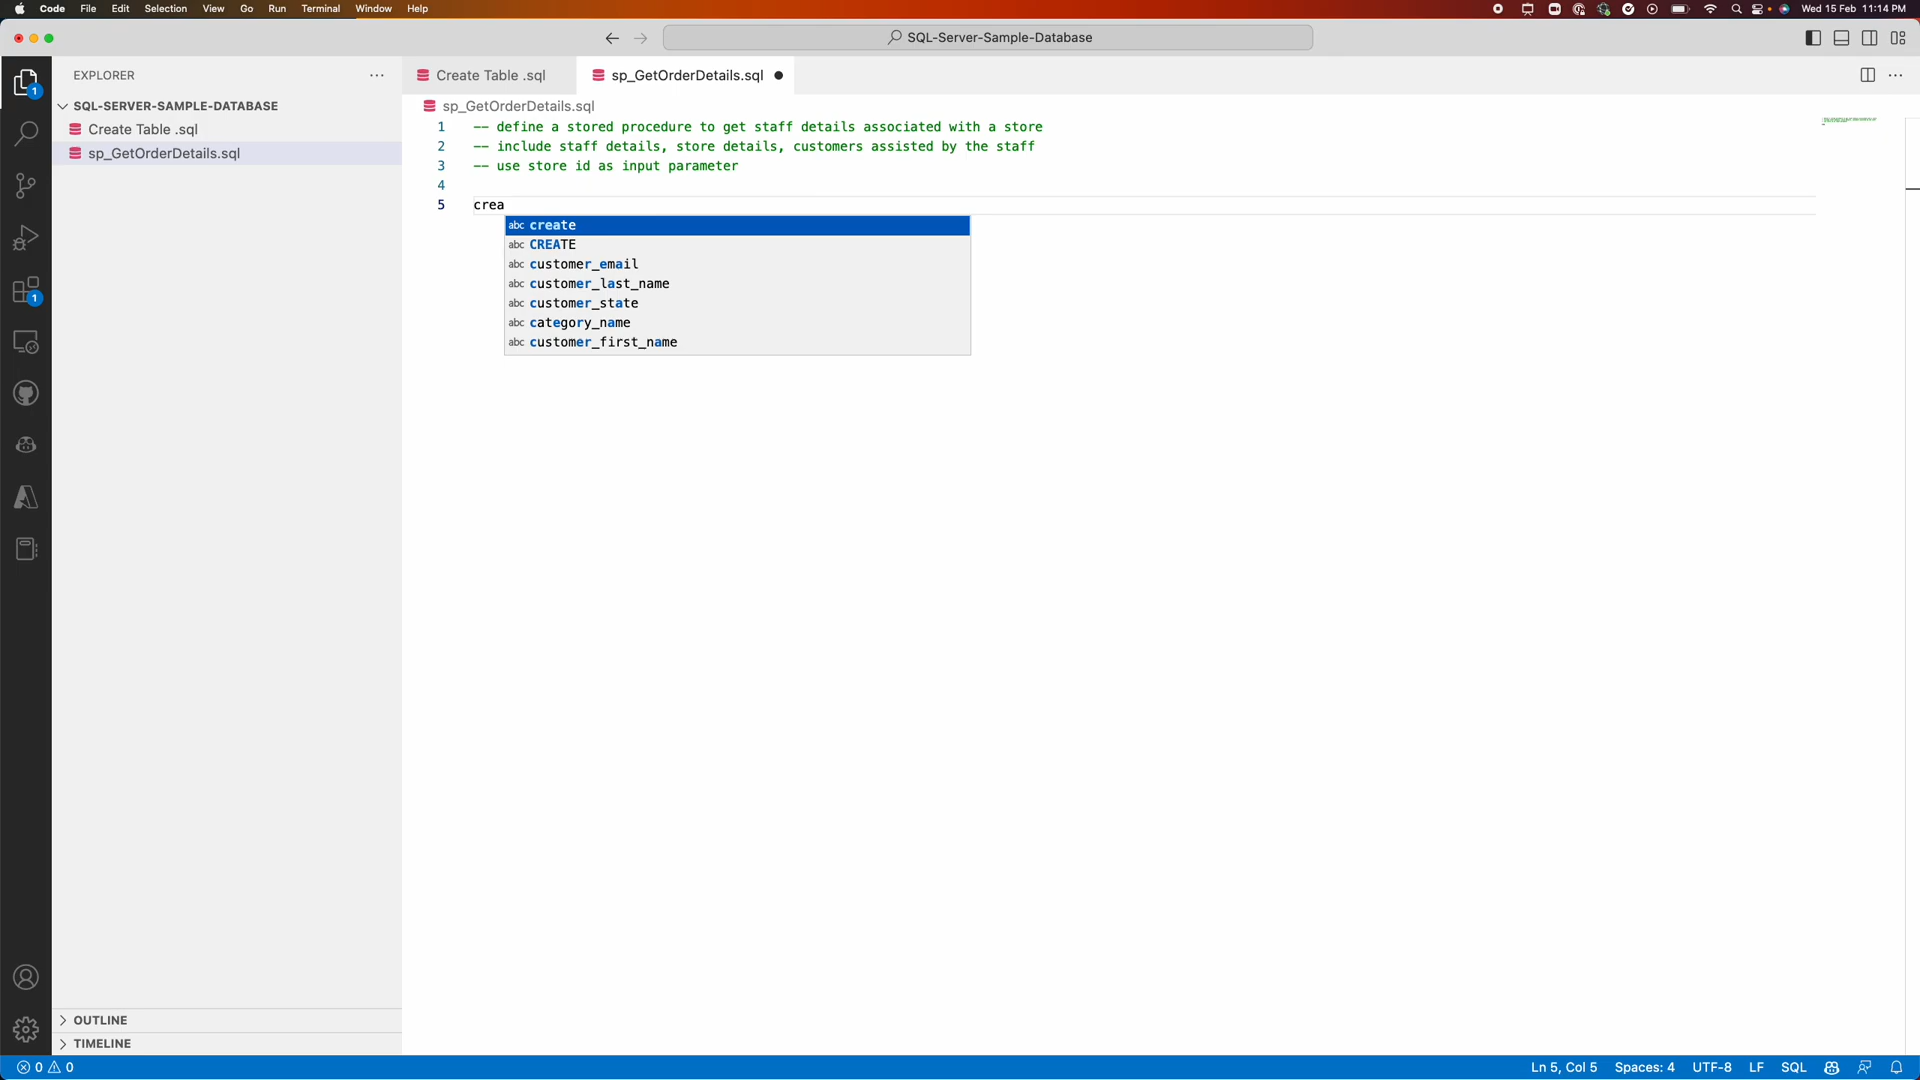 Code File Edit Selection View Go Run Terminal Window Help Wed 15 Feb 11:14 PM
SQL-Server-Sample-Database
EXPLORER
SQL-SERVER-SAMPLE-DATABASE
Create Table .sql
sp_GetOrderDetails.sql
OUTLINE
TIMELINE
1
1
Create Table .sql sp_GetOrderDetails.sql
sp_GetOrderDetails.sql
1 -- define a stored procedure to get staff details associated with a store
2 -- include staff details, store details, customers assisted by the staff
3 -- use store id as input parameter
4
5 crea
abc create
abc CREATE
abc customer_email
abc customer_last_name
abc customer_state
abc category_name
abc customer_first_name
0 0 Ln 5, Col 5 Spaces: 4 UTF-8 LF SQL